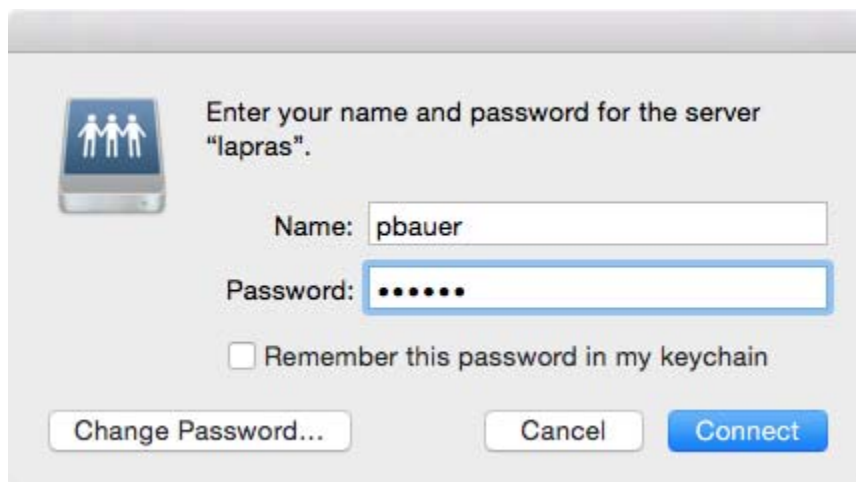 Enter your name and password for the server
“lapras”.
Name: pbauer
Password: ••••••
Remember this password in my keychain
Change Password... Cancel Connect